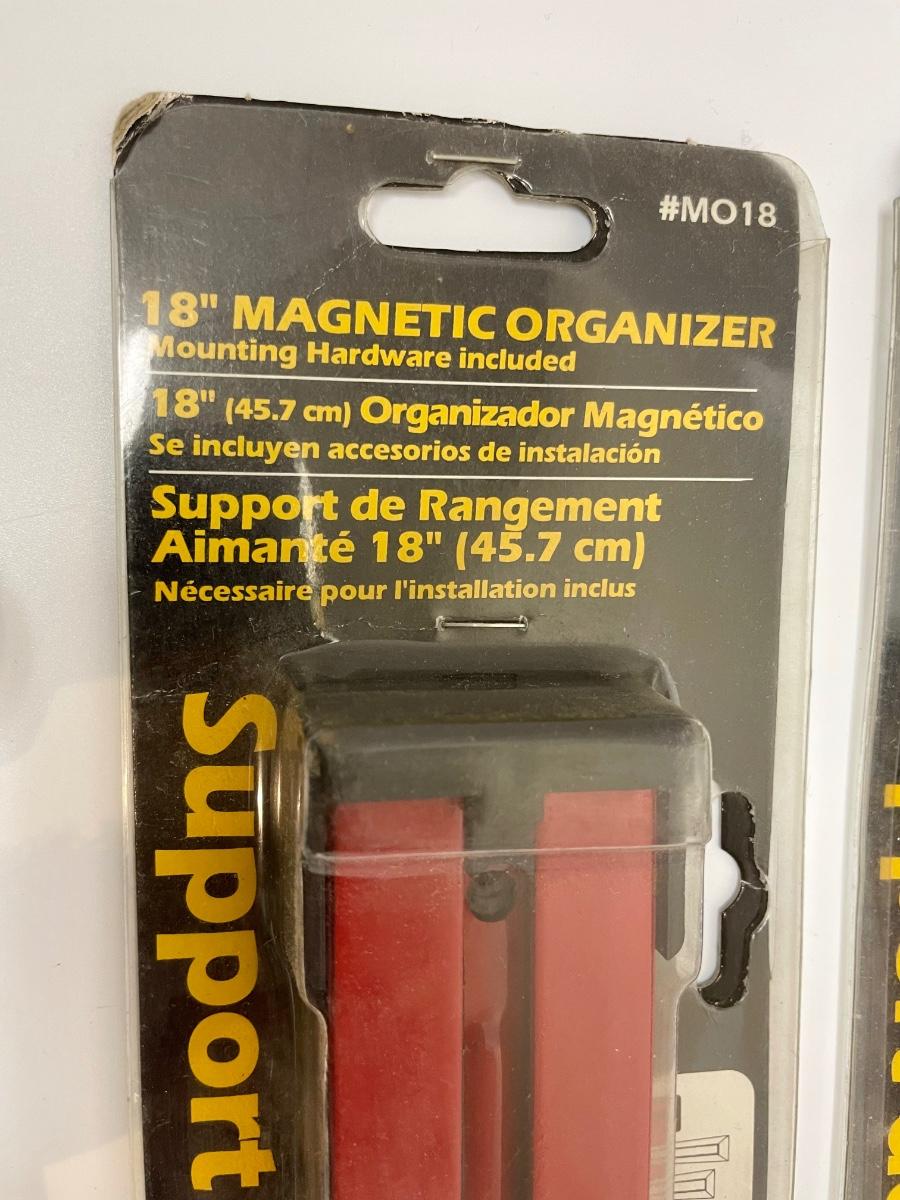 #MO18
18" MAGNETIC ORGANIZER
Mounting Hardware included
18" (45.7 cm) Organizador Magnético
Se incluyen accesorios de instalación
Support de Rangement
Aimanté 18" (45.7 cm)
Nécessaire pour l'installation inclus
Support